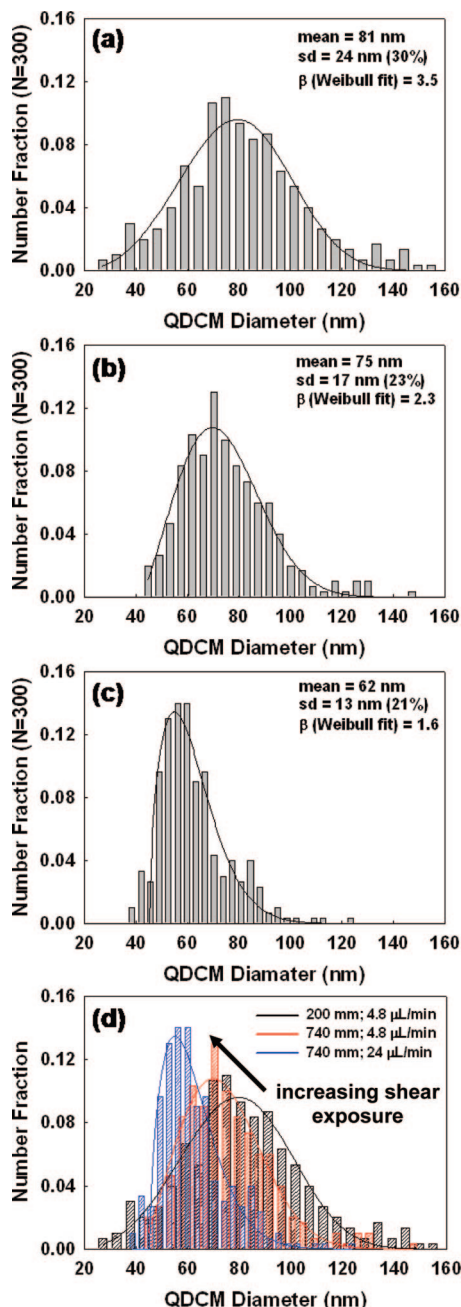 (a)
mean = 81 nm
sd = 24 nm (30%)
β (Weibull fit) = 3.5
Number Fraction (N=300)
0.16
0.12
0.08
0.04
0.00
20 40 60 80 100 120 140 160
QDCM Diameter (nm)
(b)
mean = 75 nm
sd = 17 nm (23%)
β (Weibull fit) = 2.3
Number Fraction (N=300)
0.16
0.12
0.08
0.04
0.00
20 40 60 80 100 120 140 160
QDCM Diameter (nm)
(c)
mean = 62 nm
sd = 13 nm (21%)
β (Weibull fit) = 1.6
Number Fraction (N=300)
0.16
0.12
0.08
0.04
0.00
20 40 60 80 100 120 140 160
QDCM Diamater (nm)
(d)
200 mm; 4.8 µL/min
740 mm; 4.8 µL/min
740 mm; 24 µL/min
increasing shear
exposure
Number Fraction
0.16
0.12
0.08
0.04
0.00
20 40 60 80 100 120 140 160
QDCM Diameter (nm)